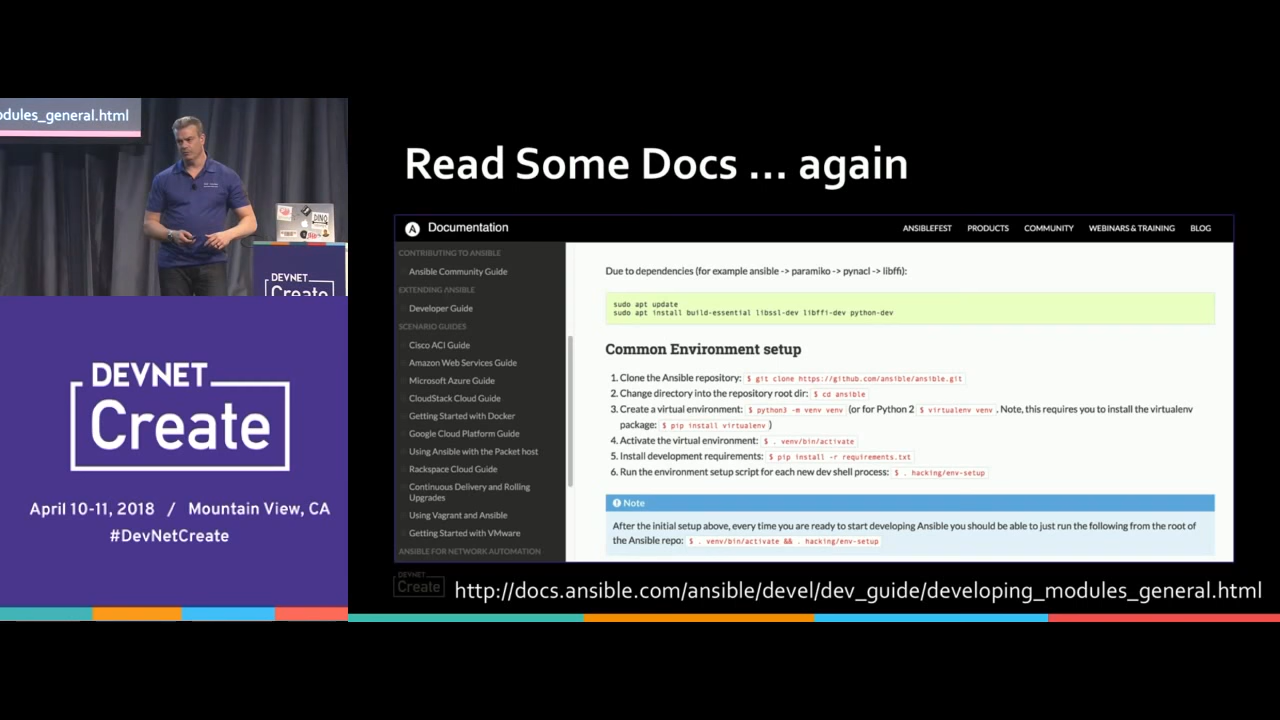 odules_general.html
DEVNET
Create
DEVNET
Create
April 10-11, 2018 / Mountain View, CA
#DevNetCreate
Read Some Docs ... again
A Documentation
ANSIBLEFEST PRODUCTS COMMUNITY WEBINARS & TRAINING BLOG
CONTRIBUTING TO ANSIBLE
Ansible Community Guide
EXTENDING ANSIBLE
Developer Guide
SCENARIO GUIDES
Cisco ACI Guide
Amazon Web Services Guide
Microsoft Azure Guide
CloudStack Cloud Guide
Getting Started with Docker
Google Cloud Platform Guide
Using Ansible with the Packet host
Rackspace Cloud Guide
Continuous Delivery and Rolling
Upgrades
Using Vagrant and Ansible
Getting Started with VMware
ANSIBLE FOR NETWORK AUTOMATION
Due to dependencies (for example ansible -> paramiko -> pynacl -> libffi):
sudo apt update
sudo apt install build-essential libssl-dev libffi-dev python-dev
Common Environment setup
1. Clone the Ansible repository: $ git clone https://github.com/ansible/ansible.git
2. Change directory into the repository root dir: $ cd ansible
3. Create a virtual environment: $ python3 -m venv venv (or for Python 2 $ virtualenv venv . Note, this requires you to install the virtualenv
package: $ pip install virtualenv )
4. Activate the virtual environment: $ . venv/bin/activate
5. Install development requirements: $ pip install -r requirements.txt
6. Run the environment setup script for each new dev shell process: $ . hacking/env-setup
Note
After the initial setup above, every time you are ready to start developing Ansible you should be able to just run the following from the root of
the Ansible repo: $ . venv/bin/activate && . hacking/env-setup
DEVNET
Create
http://docs.ansible.com/ansible/devel/dev_guide/developing_modules_general.html